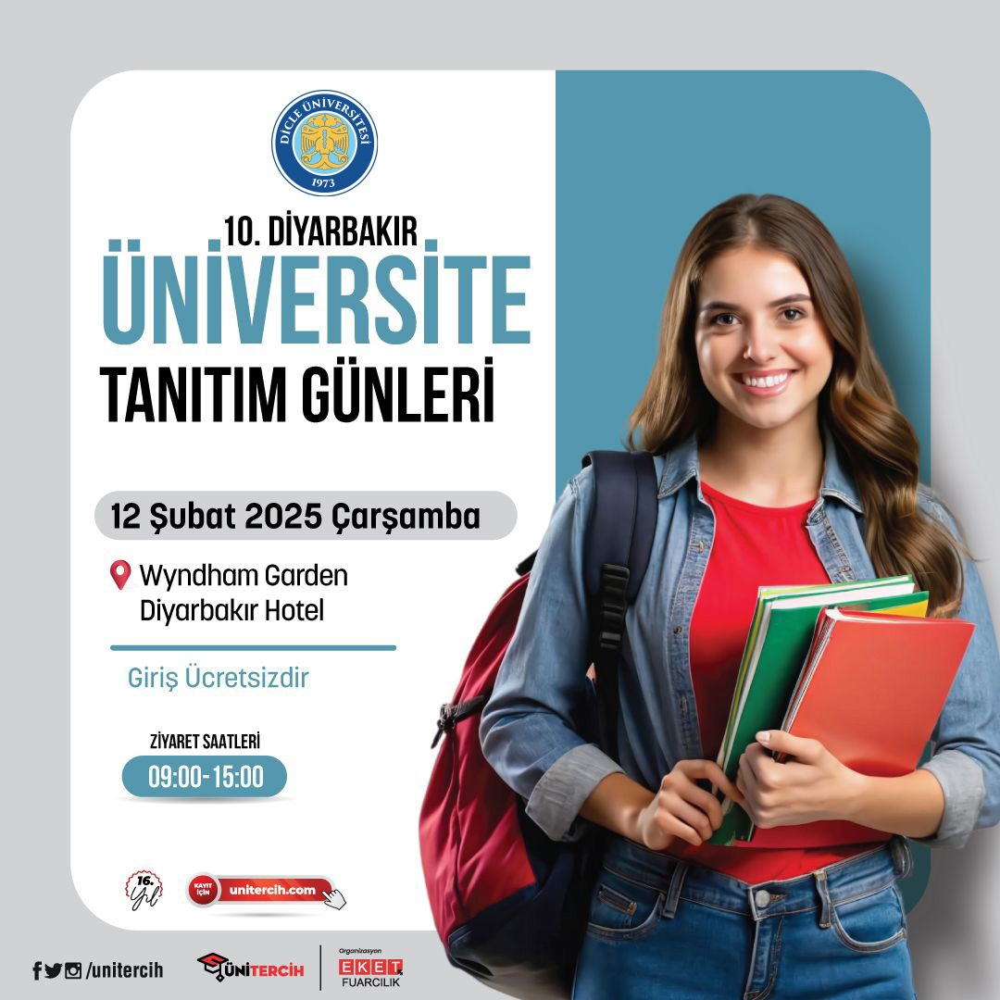 DİCLE ÜNİVERSİTESİ
1973
10. DİYARBAKIR
ÜNİVERSİTE
TANITIM GÜNLERİ
12 Şubat 2025 Çarşamba
Wyndham Garden
Diyarbakır Hotel
Giriş Ücretsizdir
ZİYARET SAATLERİ
09:00-15:00
16.
Yıl
KAYIT
İÇİN
unitercih.com
/unitercih
ÜNİTERCİH
Organizasyon
EKET
FUARCILIK